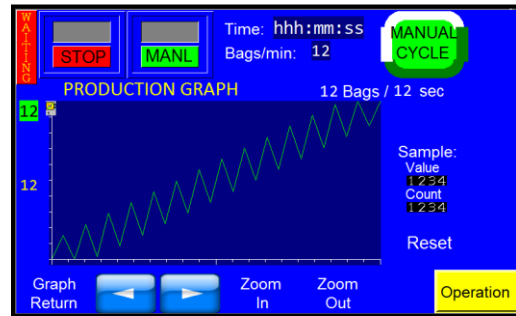 WAITING
STOP
MANL
Time: hhh:mm:ss
Bags/min: 12
MANUAL
CYCLE
PRODUCTION GRAPH
12 Bags / 12 sec
12
12
Sample:
Value
1234
Count
1234
Reset
Graph
Return
Zoom
In
Zoom
Out
Operation